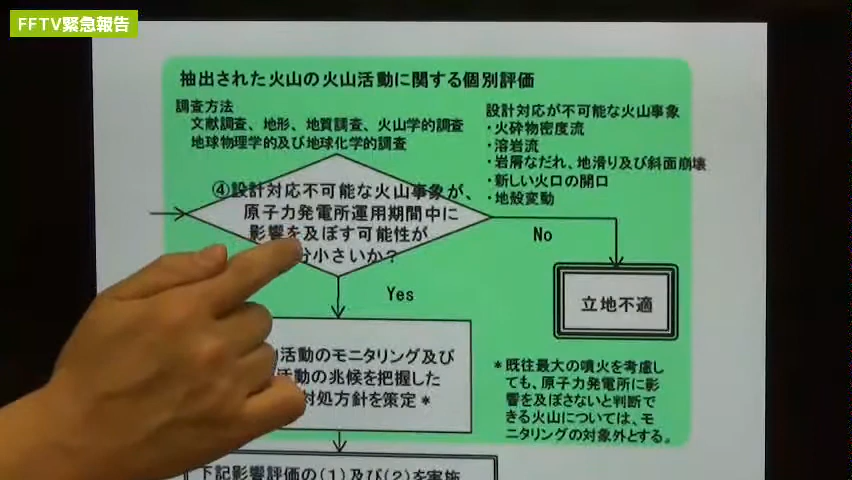 FFTV緊急報告
抽出された火山の火山活動に関する個別評価
調査方法
文献調査、地形、地質調査、火山学的調査
地球物理学的及び地球化学的調査
設計対応が不可能な火山事象
・火砕物密度流
・溶岩流
・岩屑なだれ、地滑り及び斜面崩壊
・新しい火口の開口
・地殻変動
④設計対応不可能な火山事象が、
原子力発電所運用期間中に
影響を及ぼす可能性が
分小さいか？
No
Yes
立地不適
活動のモニタリング及び
活動の兆候を把握した
対処方針を策定＊
＊既往最大の噴火を考慮し
ても、原子力発電所に影
響を及ぼさないと判断で
きる火山については、モ
ニタリングの対象外とする。
下記影響評価の(1)及び(2)を実施